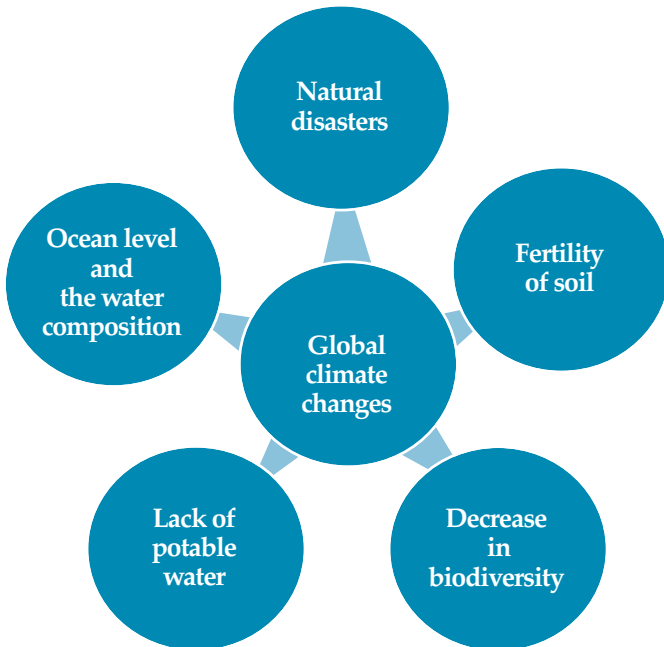 Natural
disasters
Ocean level
and
the water
composition
Fertility
of soil
Global
climate
changes
Lack of
potable
water
Decrease
in
biodiversity